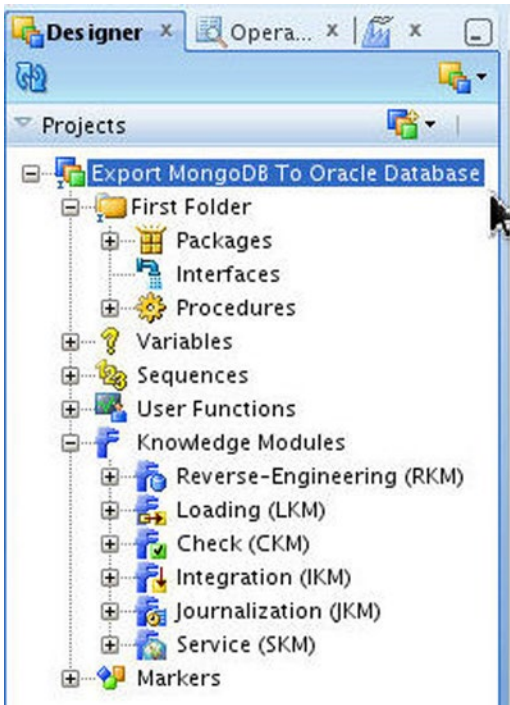 Designer x Opera... x x
Projects
Export MongoDB To Oracle Database
First Folder
Packages
Interfaces
Procedures
Variables
123
Sequences
User Functions
Knowledge Modules
Reverse-Engineering (RKM)
Loading (LKM)
Check (CKM)
Integration (IKM)
Journalization (JKM)
Service (SKM)
Markers